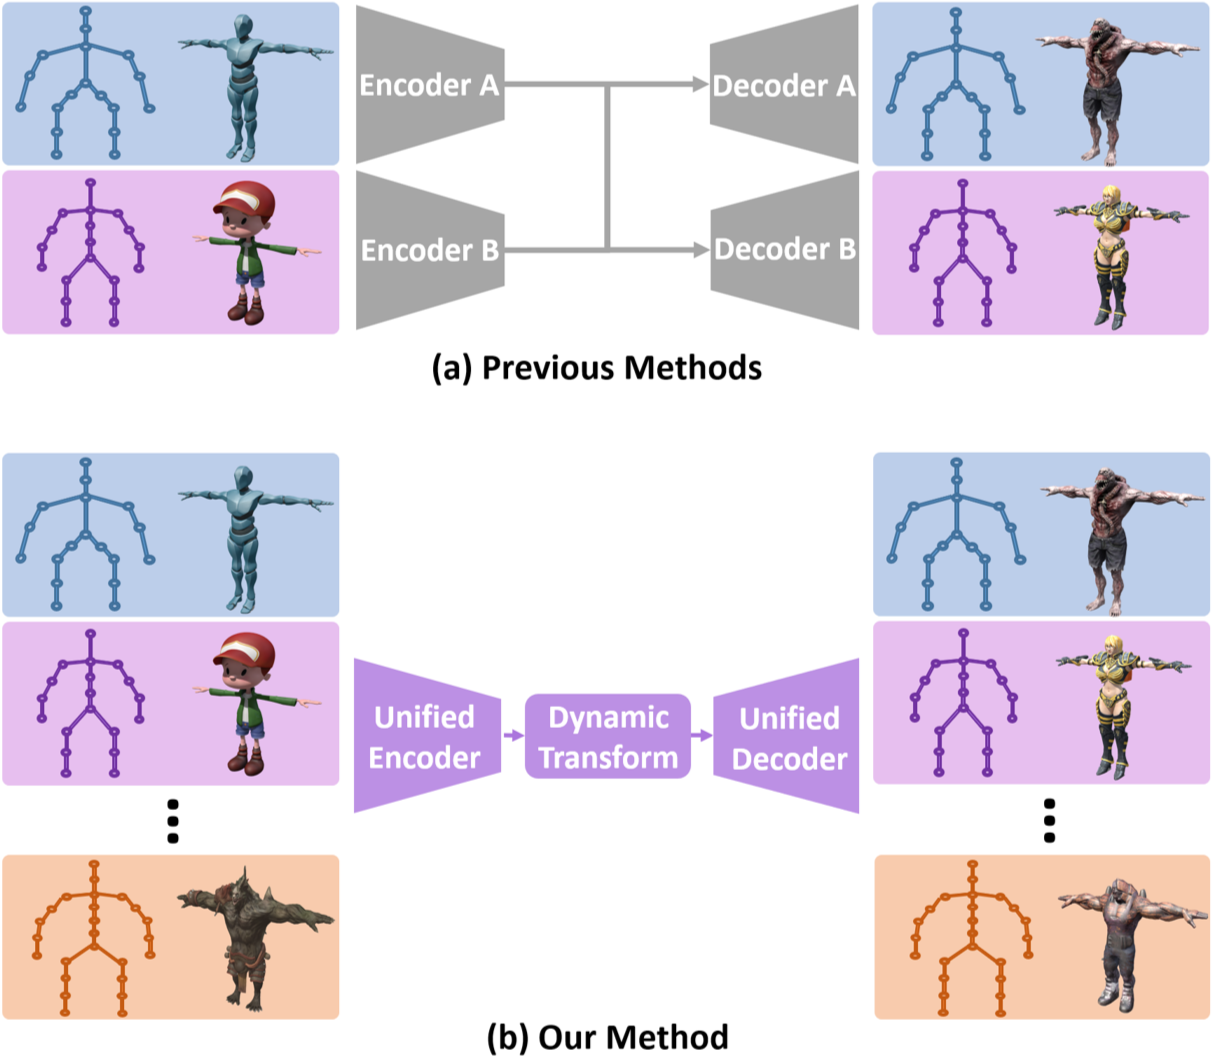 Encoder A
Decoder A
Encoder B
Decoder B
(a) Previous Methods
Unified
Encoder
Dynamic
Transform
Unified
Decoder
(b) Our Method